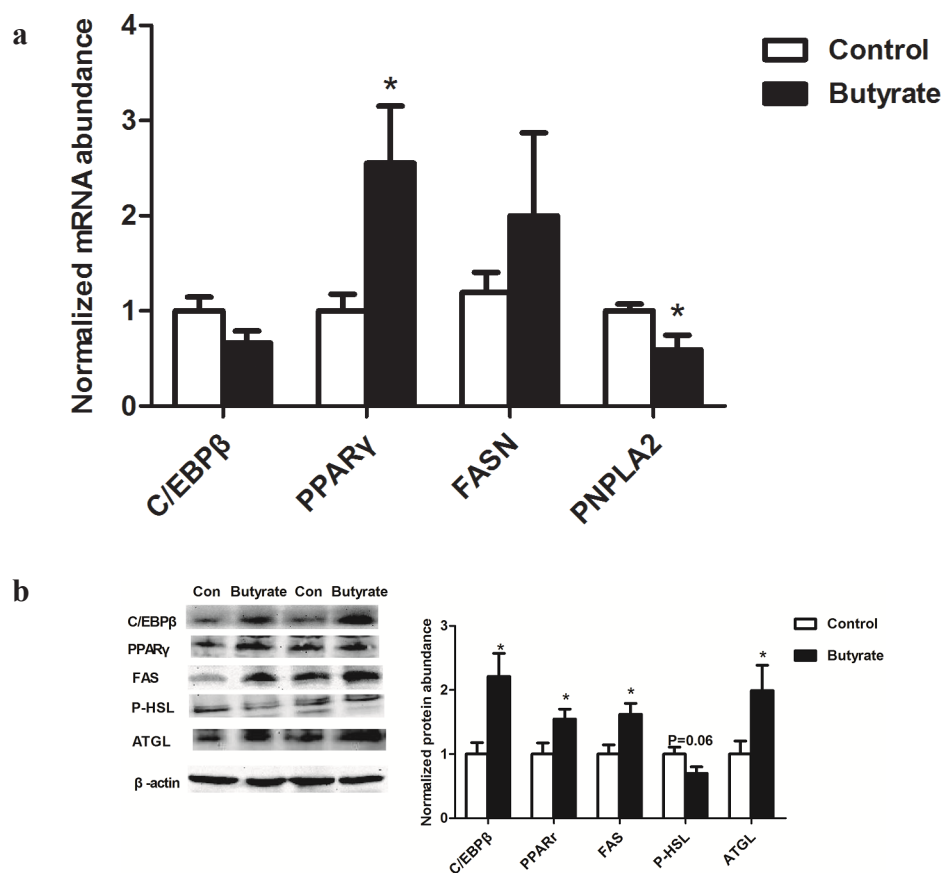 a
4
3
2
1
0
Normalized mRNA abundance
* *
Control
Butyrate
C/EBPβ PPARγ FASN PNPLA2
b
Con Butyrate Con Butyrate
C/EBPβ
PPARγ
FAS
P-HSL
ATGL
β-actin
3
2
1
0
Normalized protein abundance
* * * P=0.06 *
Control
Butyrate
C/EBPβ PPARr FAS P-HSL ATGL